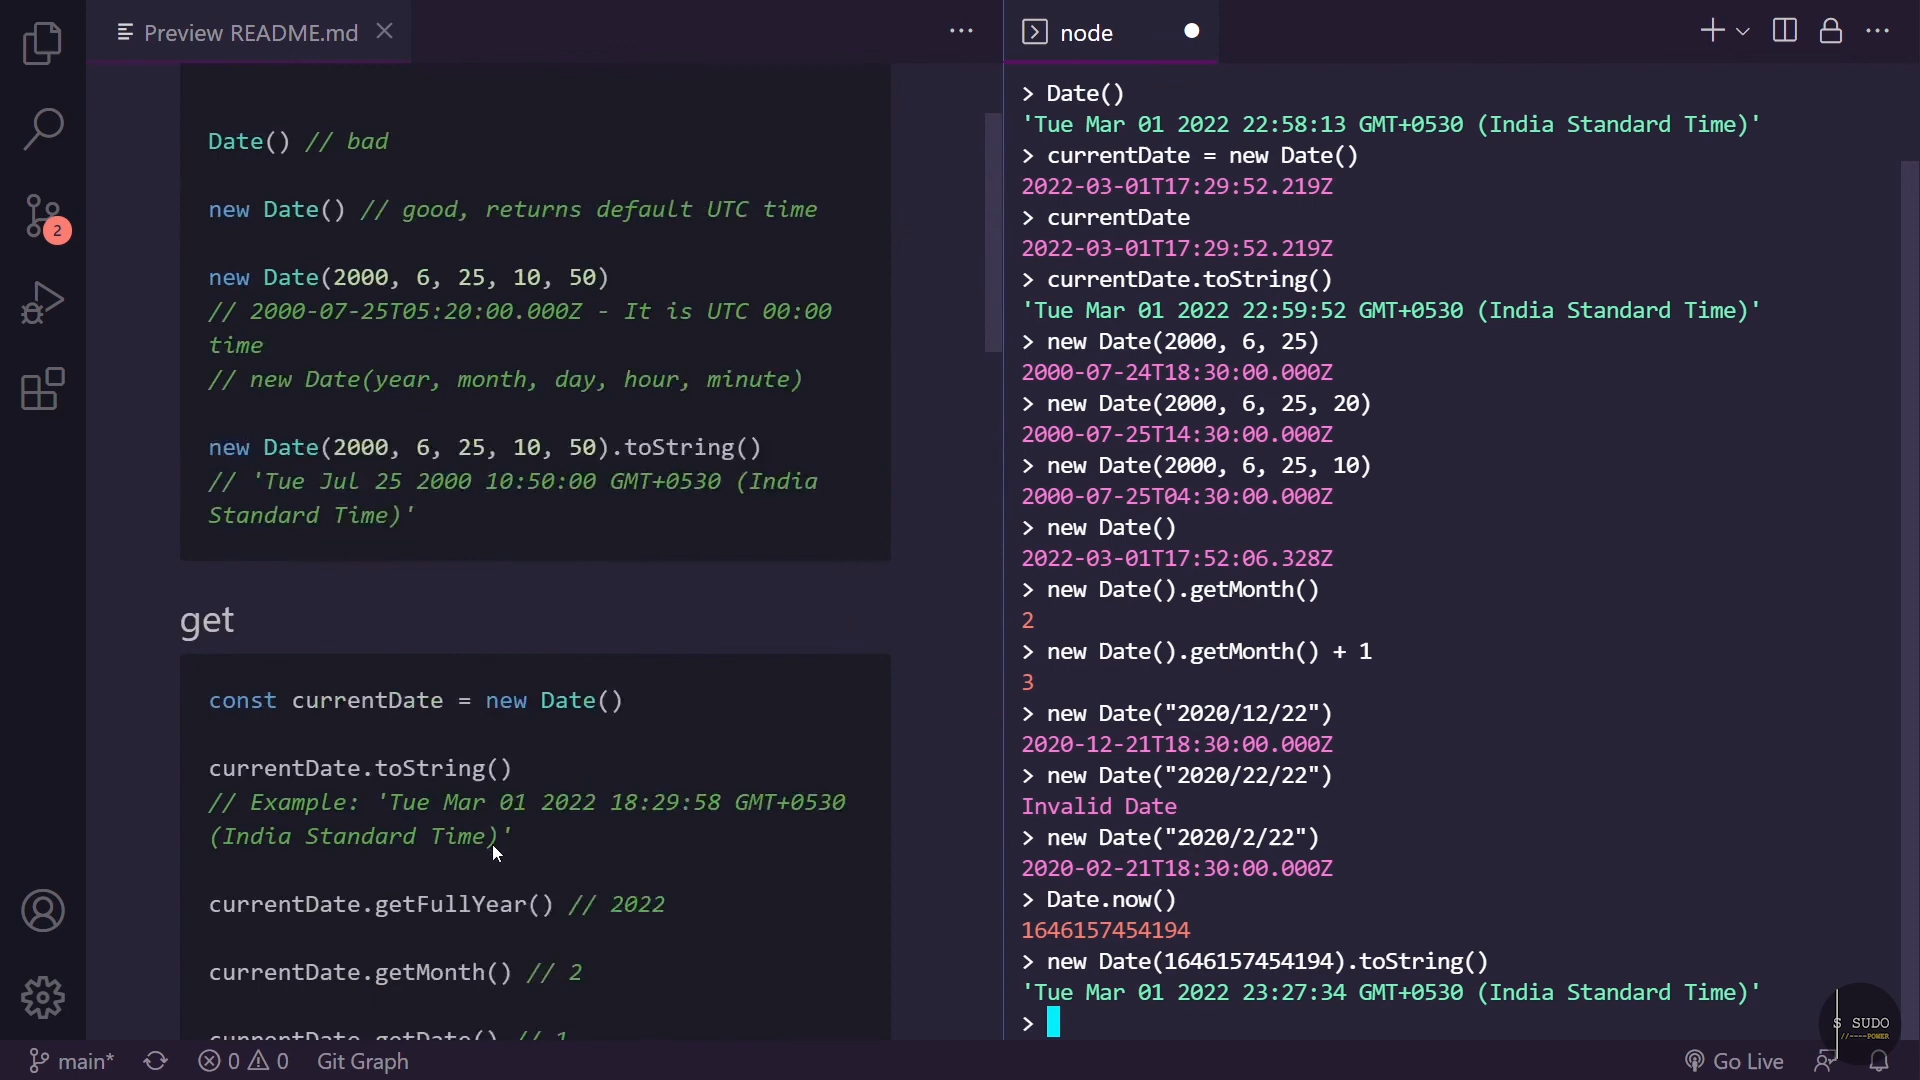 Preview README.md
Date() // bad
new Date() // good, returns default UTC time
new Date(2000, 6, 25, 10, 50)
// 2000-07-25T05:20:00.000Z - It is UTC 00:00
time
// new Date(year, month, day, hour, minute)
new Date(2000, 6, 25, 10, 50).toString()
// 'Tue Jul 25 2000 10:50:00 GMT+0530 (India
Standard Time)'
get
const currentDate = new Date()
currentDate.toString()
// Example: 'Tue Mar 01 2022 18:29:58 GMT+0530
(India Standard Time)'
currentDate.getFullYear() // 2022
currentDate.getMonth() // 2
currentDate.getDate() // 1
node
> Date()
'Tue Mar 01 2022 22:58:13 GMT+0530 (India Standard Time)'
> currentDate = new Date()
2022-03-01T17:29:52.219Z
> currentDate
2022-03-01T17:29:52.219Z
> currentDate.toString()
'Tue Mar 01 2022 22:59:52 GMT+0530 (India Standard Time)'
> new Date(2000, 6, 25)
2000-07-24T18:30:00.000Z
> new Date(2000, 6, 25, 20)
2000-07-25T14:30:00.000Z
> new Date(2000, 6, 25, 10)
2000-07-25T04:30:00.000Z
> new Date()
2022-03-01T17:52:06.328Z
> new Date().getMonth()
2
> new Date().getMonth() + 1
3
> new Date("2020/12/22")
2020-12-21T18:30:00.000Z
> new Date("2020/22/22")
Invalid Date
> new Date("2020/2/22")
2020-02-21T18:30:00.000Z
> Date.now()
1646157454194
> new Date(1646157454194).toString()
'Tue Mar 01 2022 23:27:34 GMT+0530 (India Standard Time)'
>
2
S SUDO
//----POWER
main* 0 0 Git Graph
Go Live